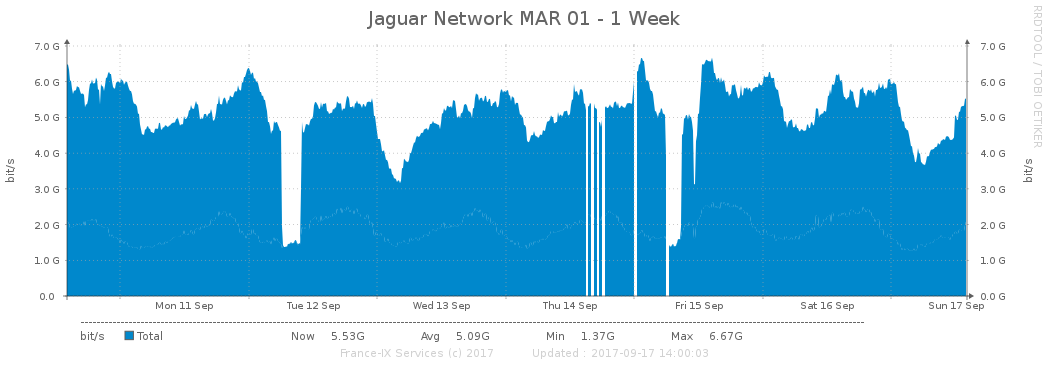 Jaguar Network MAR 01 - 1 Week
RRDTOOL / TOBI OETIKER
7.0 G 7.0 G
6.0 G 6.0 G
5.0 G 5.0 G
4.0 G 4.0 G
3.0 G 3.0 G
2.0 G 2.0 G
1.0 G 1.0 G
0.0 0.0 G
bit/s bit/s
Mon 11 Sep Tue 12 Sep Wed 13 Sep Thu 14 Sep Fri 15 Sep Sat 16 Sep Sun 17 Sep
bit/s Total Now 5.53G Avg 5.09G Min 1.37G Max 6.67G
France-IX Services (c) 2017 Updated : 2017-09-17 14:00:03